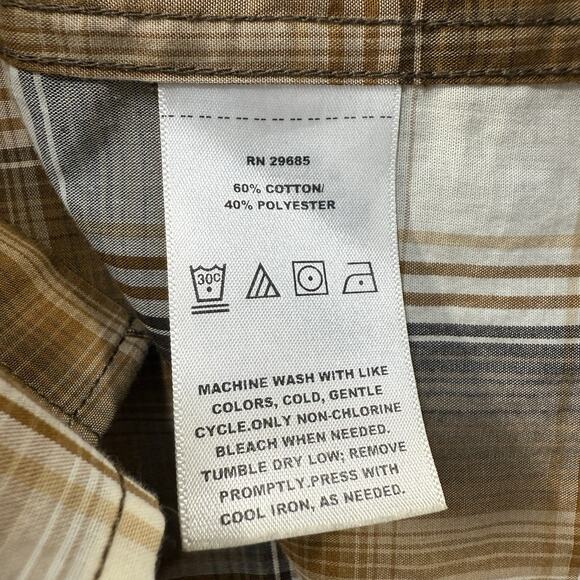 RN 29685
60% COTTON/
40% POLYESTER
30C
MACHINE WASH WITH LIKE
COLORS, COLD, GENTLE
CYCLE.ONLY NON-CHLORINE
BLEACH WHEN NEEDED.
TUMBLE DRY LOW; REMOVE
PROMPTLY.PRESS WITH
COOL IRON, AS NEEDED.